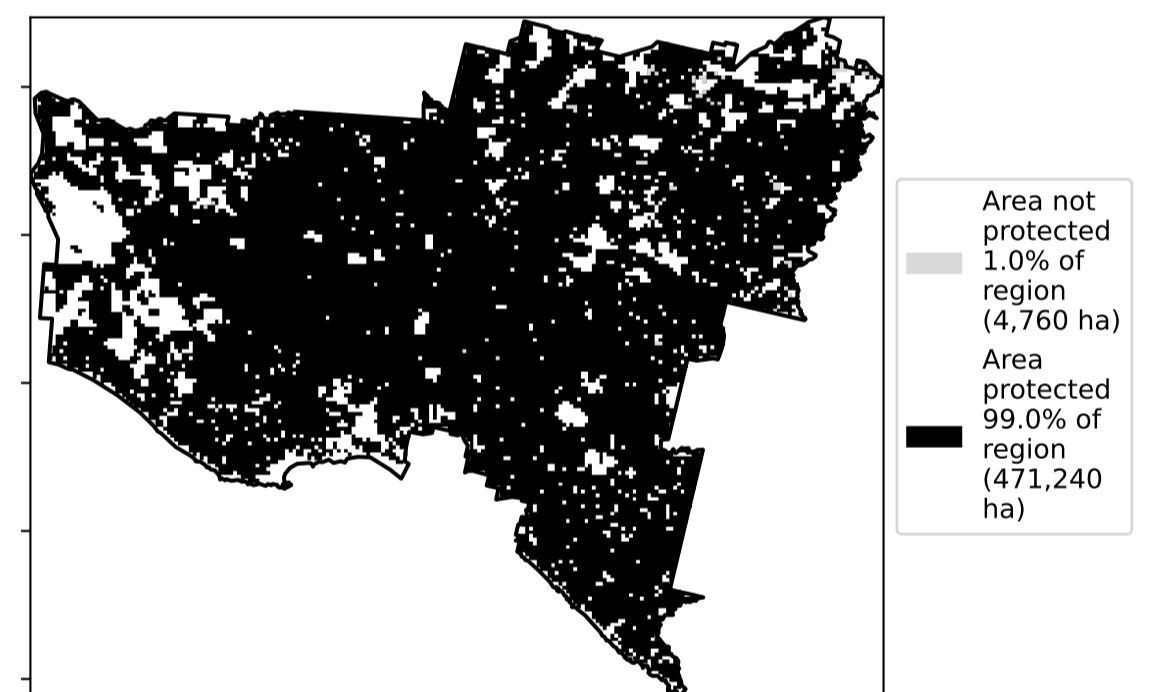 Area not
protected
1.0% of
region
(4,760 ha)
Area
protected
99.0% of
region
(471,240
ha)